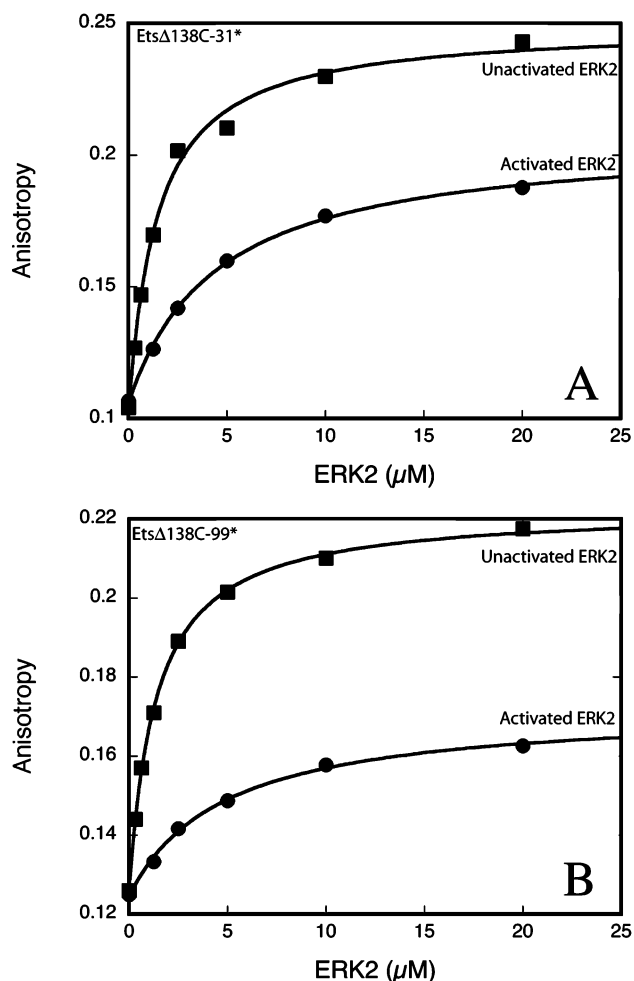 0.25
EtsΔ138C-31*
Unactivated ERK2
0.2
Activated ERK2
Anisotropy
0.15
A
0.1
0 5 10 15 20 25
ERK2 (µM)
0.22
EtsΔ138C-99*
Unactivated ERK2
0.2
0.18
Activated ERK2
Anisotropy
0.16
0.14
B
0.12
0 5 10 15 20 25
ERK2 (µM)